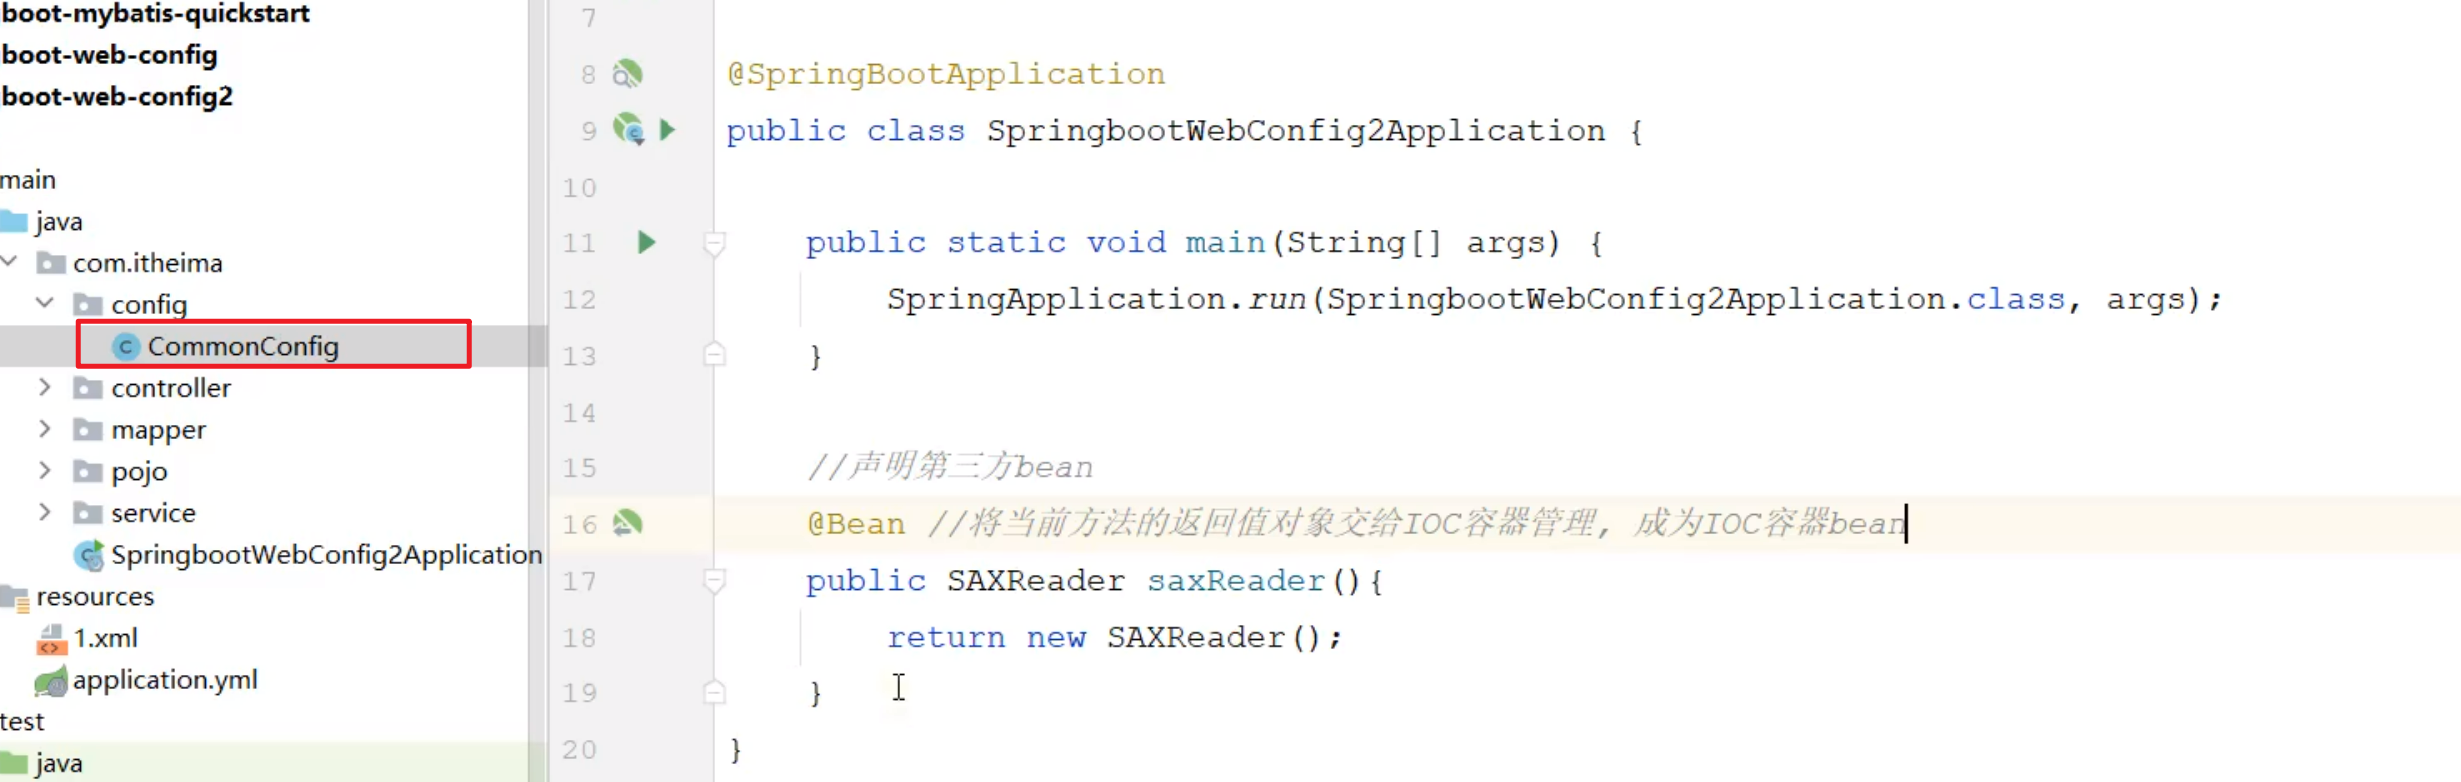 boot-mybatis-quickstart
boot-web-config
boot-web-config2
main
java
com.itheima
config
CommonConfig
controller
mapper
pojo
service
SpringbootWebConfig2Application
resources
1.xml
application.yml
test
java
7
8 @SpringBootApplication
9 public class SpringbootWebConfig2Application {
10
11 public static void main(String[] args) {
12 SpringApplication.run(SpringbootWebConfig2Application.class, args);
13 }
14
15 //声明第三方bean
16 @Bean //将当前方法的返回值对象交给IOC容器管理, 成为IOC容器bean
17 public SAXReader saxReader(){
18 return new SAXReader();
19 }
20 }